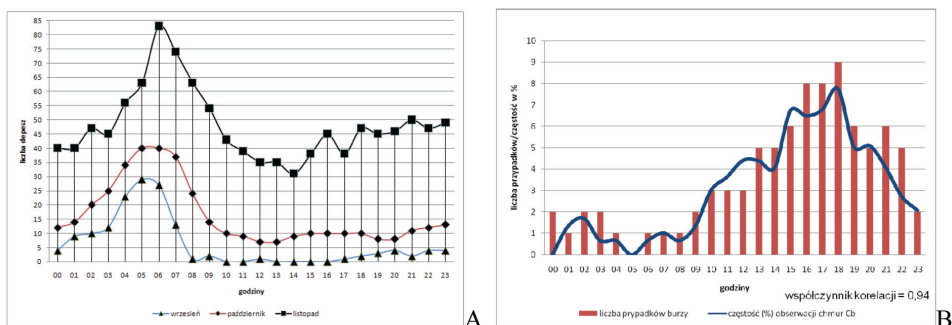 85
80
75
70
65
60
55
50
45
40
35
30
25
20
15
10
5
0
liczba depesz
00 01 02 03 04 05 06 07 08 09 10 11 12 13 14 15 16 17 18 19 20 21 22 23
godziny
wrzesień październik listopad
A
10
9
8
7
6
5
4
3
2
1
0
liczba przypadków/częstość w %
00 01 02 03 04 05 06 07 08 09 10 11 12 13 14 15 16 17 18 19 20 21 22 23
godziny
współczynnik korelacji = 0,94
liczba prypadków burzy częstość (%) obserwacji chmur Cb
B